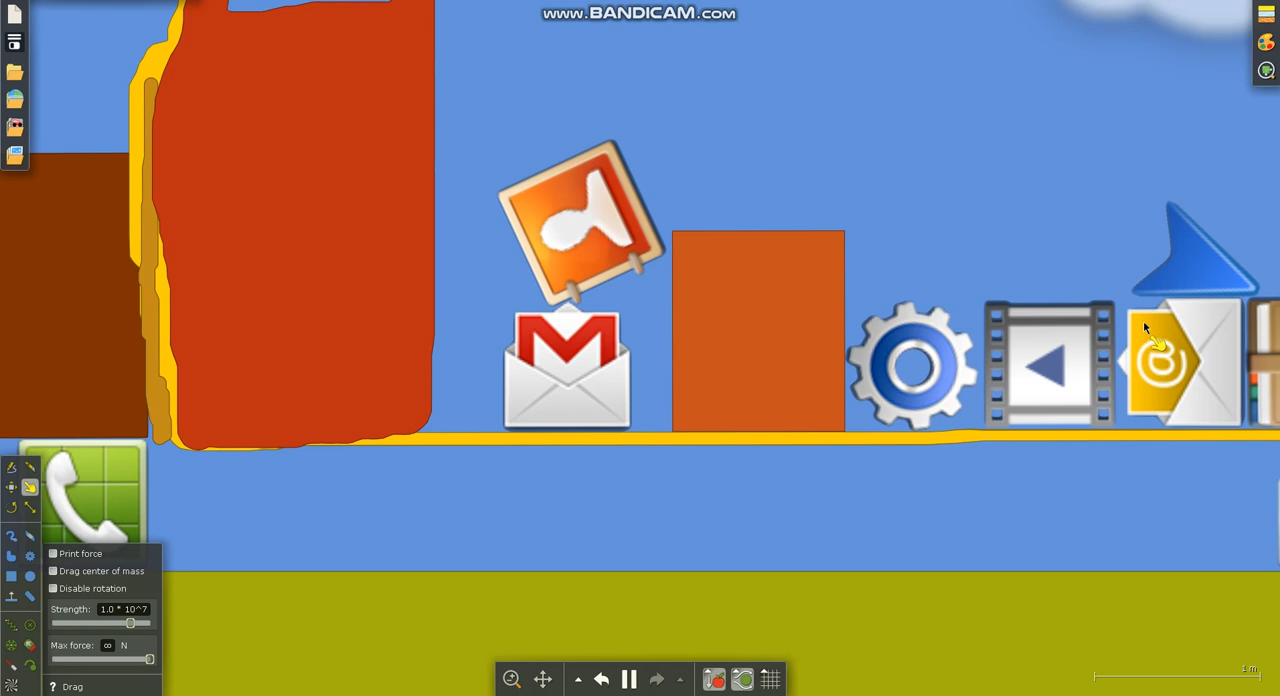 www.BANDICAM.com
@
Print force
Drag center of mass
Disable rotation
Strength: 1.0 * 10^7
Max force: ∞ N
? Drag
1 m